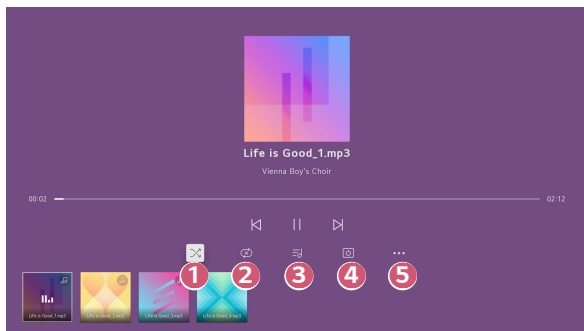 Life is Good_1.mp3
Vienna Boy's Choir
00:02
02:12
1 2 3 4 5
Life is Good_1.mp3
Life is Good_2.mp3
Life is Good_3.mp3
Life is Good_4.mp3